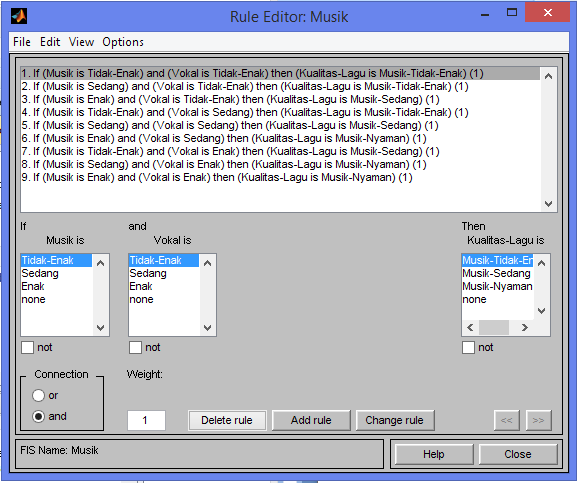 Rule Editor: Musik
File Edit View Options
1. If (Musik is Tidak-Enak) and (Vokal is Tidak-Enak) then (Kualitas-Lagu is Musik-Tidak-Enak) (1)
2. If (Musik is Sedang) and (Vokal is Tidak-Enak) then (Kualitas-Lagu is Musik-Tidak-Enak) (1)
3. If (Musik is Enak) and (Vokal is Tidak-Enak) then (Kualitas-Lagu is Musik-Sedang) (1)
4. If (Musik is Tidak-Enak) and (Vokal is Sedang) then (Kualitas-Lagu is Musik-Tidak-Enak) (1)
5. If (Musik is Sedang) and (Vokal is Sedang) then (Kualitas-Lagu is Musik-Sedang) (1)
6. If (Musik is Enak) and (Vokal is Sedang) then (Kualitas-Lagu is Musik-Nyaman) (1)
7. If (Musik is Tidak-Enak) and (Vokal is Enak) then (Kualitas-Lagu is Musik-Sedang) (1)
8. If (Musik is Sedang) and (Vokal is Enak) then (Kualitas-Lagu is Musik-Nyaman) (1)
9. If (Musik is Enak) and (Vokal is Enak) then (Kualitas-Lagu is Musik-Nyaman) (1)
If and Then
Musik is Vokal is Kualitas-Lagu is
Tidak-Enak Tidak-Enak Musik-Tidak-En
Sedang Sedang Musik-Sedang
Enak Enak Musik-Nyaman
none none none
not not not
Connection Weight:
or
and 1 Delete rule Add rule Change rule << >>
FIS Name: Musik Help Close